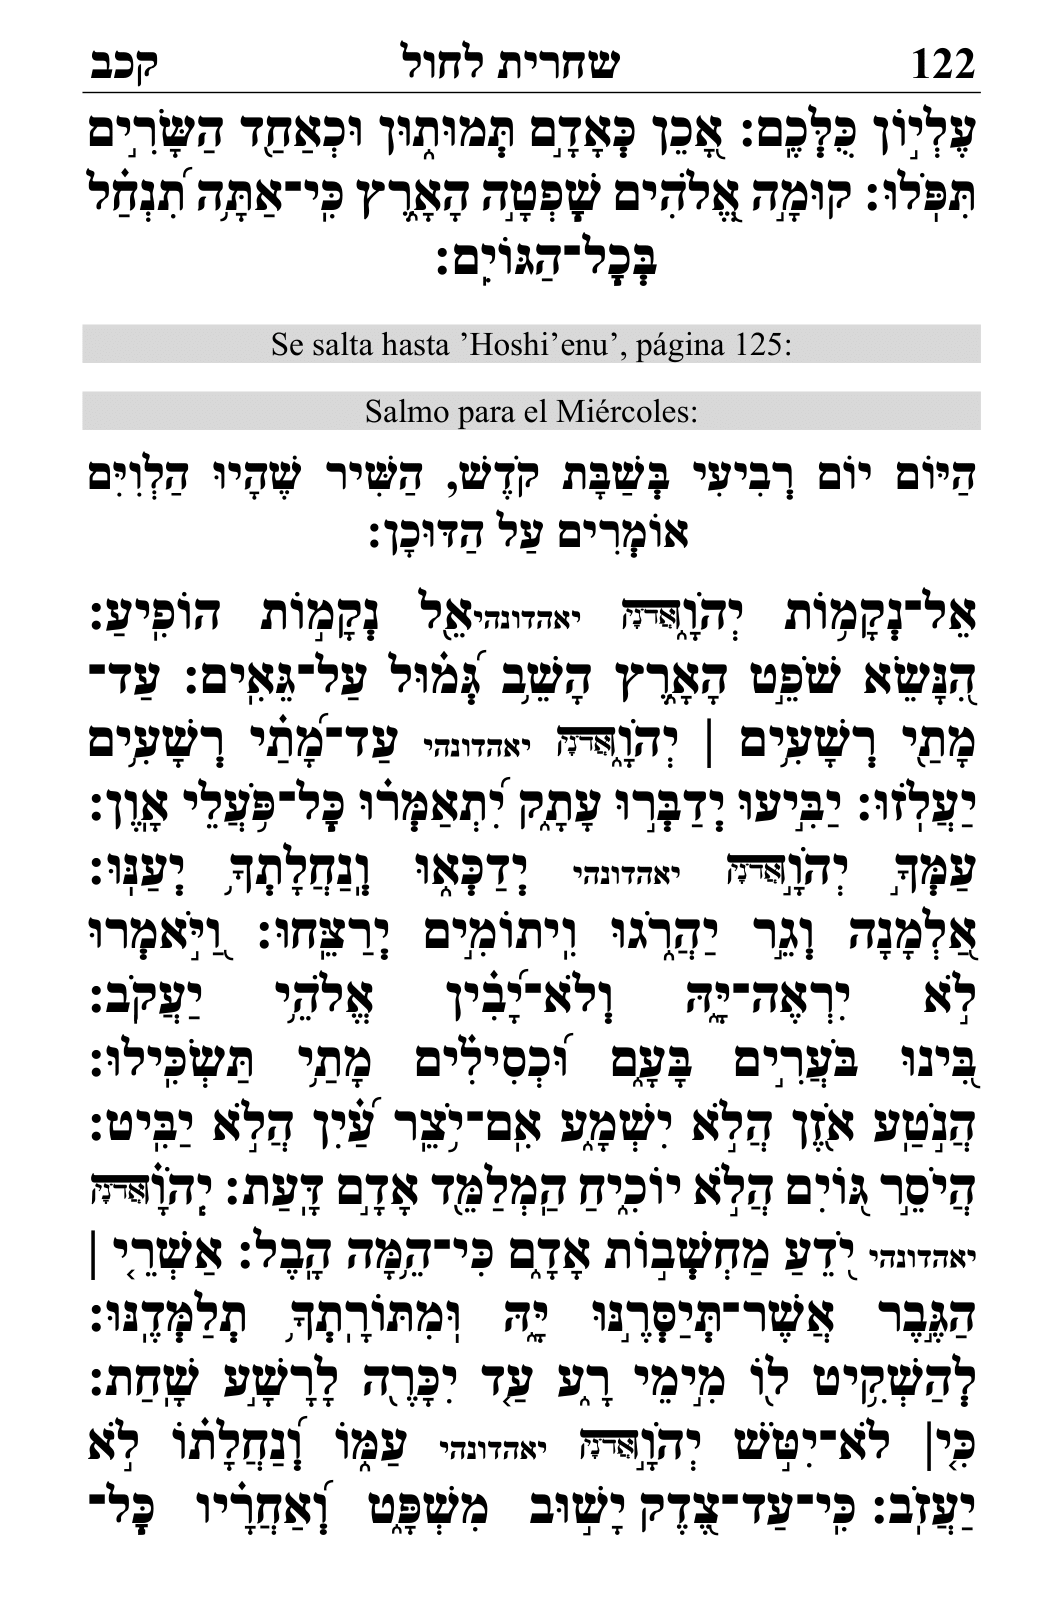 122 שחרית לחול קכב
עֶלְי֣וֹן כֻּלְּכֶֽם׃ אָ֭כֵן כְּאָדָ֣ם תְּמוּת֑וּן וּכְאַחַ֖ד הַשָּׂרִ֣ים
תִּפֹּֽלוּ׃ קוּמָ֣ה אֱ֭לֹהִים שׇׁפְטָ֣ה הָאָ֑רֶץ כִּֽי־אַתָּ֥ה תִ֝נְחַ֗ל
בְּכׇל־הַגּוֹיִֽם׃
Se salta hasta ’Hoshi’enu’, página 125:
Salmo para el Miércoles:
הַיּוֹם יוֹם רְבִיעִי בְּשַׁבָּת קֹדֶשׁ, הַשִּׁיר שֶׁהָיוּ הַלְוִיִּם
אוֹמְרִים עַל הַדּוּכָן:
אֵל־נְקָמ֥וֹת יְהֹוָ֑אֲדֹנָי יאהדונהי אֵ֖ל נְקָמ֣וֹת הוֹפִֽיעַ׃
הִ֭נָּשֵׂא שֹׁפֵ֣ט הָאָ֑רֶץ הָשֵׁ֥ב גְּ֝מ֗וּל עַל־גֵּאִֽים׃ עַד־
מָתַ֖י רְשָׁעִ֥ים | יְהֹוָ֑אֲדֹנָי יאהדונהי עַד־מָ֝תַ֗י רְשָׁעִ֥ים
יַעֲלֹֽזוּ׃ יַבִּ֣יעוּ יְדַבְּר֣וּ עָתָ֑ק יִ֝תְאַמְּר֗וּ כׇּל־פֹּ֥עֲלֵי אָֽוֶן׃
עַמְּךָ֣ יְהֹוָ֣אֲדֹנָי יאהדונהי יְדַכְּא֑וּ וְֽנַחֲלָתְךָ֥ יְעַנּֽוּ׃
אַלְמָנָ֣ה וְגֵ֣ר יַהֲרֹ֑גוּ וִֽיתוֹמִ֣ים יְרַצֵּֽחוּ׃ וַ֭יֹּ֣אמְרוּ
לֹ֣א יִרְאֶה־יָּ֑הּ וְלֹא־יָ֝בִ֗ין אֱלֹהֵ֥י יַעֲקֹֽב׃
בִּ֭ינוּ בֹּעֲרִ֣ים בָּעָ֑ם וּ֝כְסִילִ֗ים מָתַ֥י תַּשְׂכִּֽילוּ׃
הֲנֹ֣טַֽע אֹ֭זֶן הֲלֹ֣א יִשְׁמָ֑ע אִֽם־יֹ֥צֵֽר עַ֝֗יִן הֲלֹ֣א יַבִּֽיט׃
הֲיֹסֵ֣ר גּ֭וֹיִם הֲלֹ֣א יוֹכִ֑יחַ הַֽמְלַמֵּ֖ד אָדָ֣ם דָּֽעַת׃ יְֽהֹוָ֗אֲדֹנָי
יאהדונהי יֹ֭דֵעַ מַחְשְׁב֣וֹת אָדָ֑ם כִּי־הֵ֥מָּה הָֽבֶל׃ אַשְׁרֵ֤י |
הַגֶּ֣בֶר אֲשֶׁר־תְּיַסְּרֶ֣נּוּ יָּ֑הּ וּֽמִתּוֹרָתְךָ֥ תְלַמְּדֶֽנּוּ׃
לְהַשְׁקִ֣יט ל֖וֹ מִ֣ימֵי רָ֑ע עַ֤ד יִכָּרֶ֖ה לָרָשָׁ֣ע שָֽׁחַת׃
כִּ֤י| לֹא־יִטֹּ֣שׁ יְהֹוָ֣אֲדֹנָי יאהדונהי עַמּ֑וֹ וְ֝נַחֲלָת֗וֹ לֹ֣א
יַעֲזֹֽב׃ כִּֽי־עַד־צֶ֭דֶק יָשׁ֣וּב מִשְׁפָּ֑ט וְ֝אַחֲרָ֗יו כׇּל־